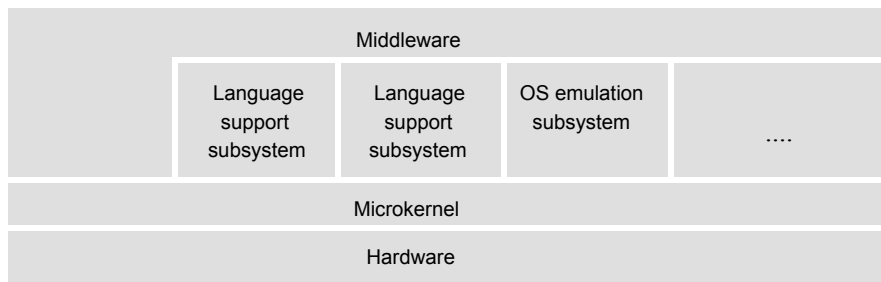 Middleware
Language
support
subsystem
Language
support
subsystem
OS emulation
subsystem
....
Microkernel
Hardware